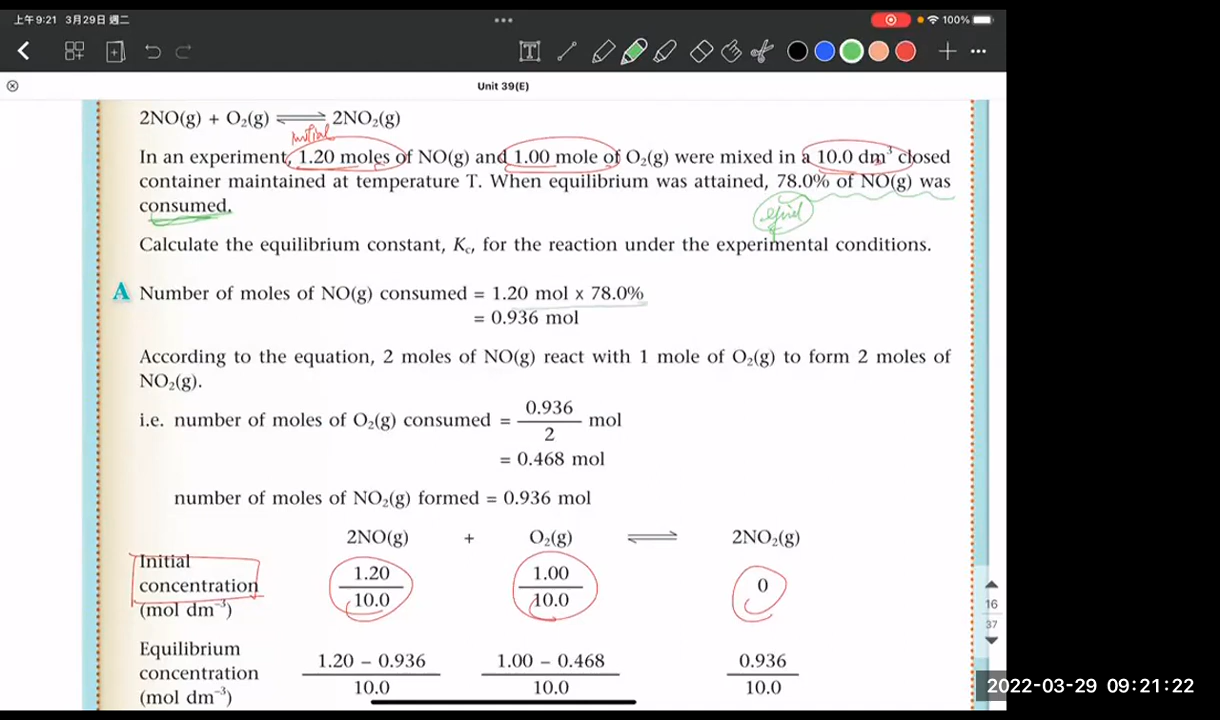 上午9:21 3月29日 週二
100%
Unit 39(E)
2NO(g) + O₂(g) ⇌ 2NO₂(g)
initial
In an experiment, 1.20 moles of NO(g) and 1.00 mole of O₂(g) were mixed in a 10.0 dm³ closed
container maintained at temperature T. When equilibrium was attained, 78.0% of NO(g) was
consumed.
Calculate the equilibrium constant, Kc, for the reaction under the experimental conditions.
A Number of moles of NO(g) consumed = 1.20 mol x 78.0%
= 0.936 mol
According to the equation, 2 moles of NO(g) react with 1 mole of O₂(g) to form 2 moles of
NO₂(g).
i.e. number of moles of O₂(g) consumed = 0.936/2 mol
= 0.468 mol
number of moles of NO₂(g) formed = 0.936 mol
2NO(g) + O₂(g) ⇌ 2NO₂(g)
Initial
concentration
(mol dm⁻³)
1.20/10.0 1.00/10.0 0
Equilibrium
concentration
(mol dm⁻³)
1.20 − 0.936/10.0 1.00 − 0.468/10.0 0.936/10.0
16
37
2022-03-29 09:21:22